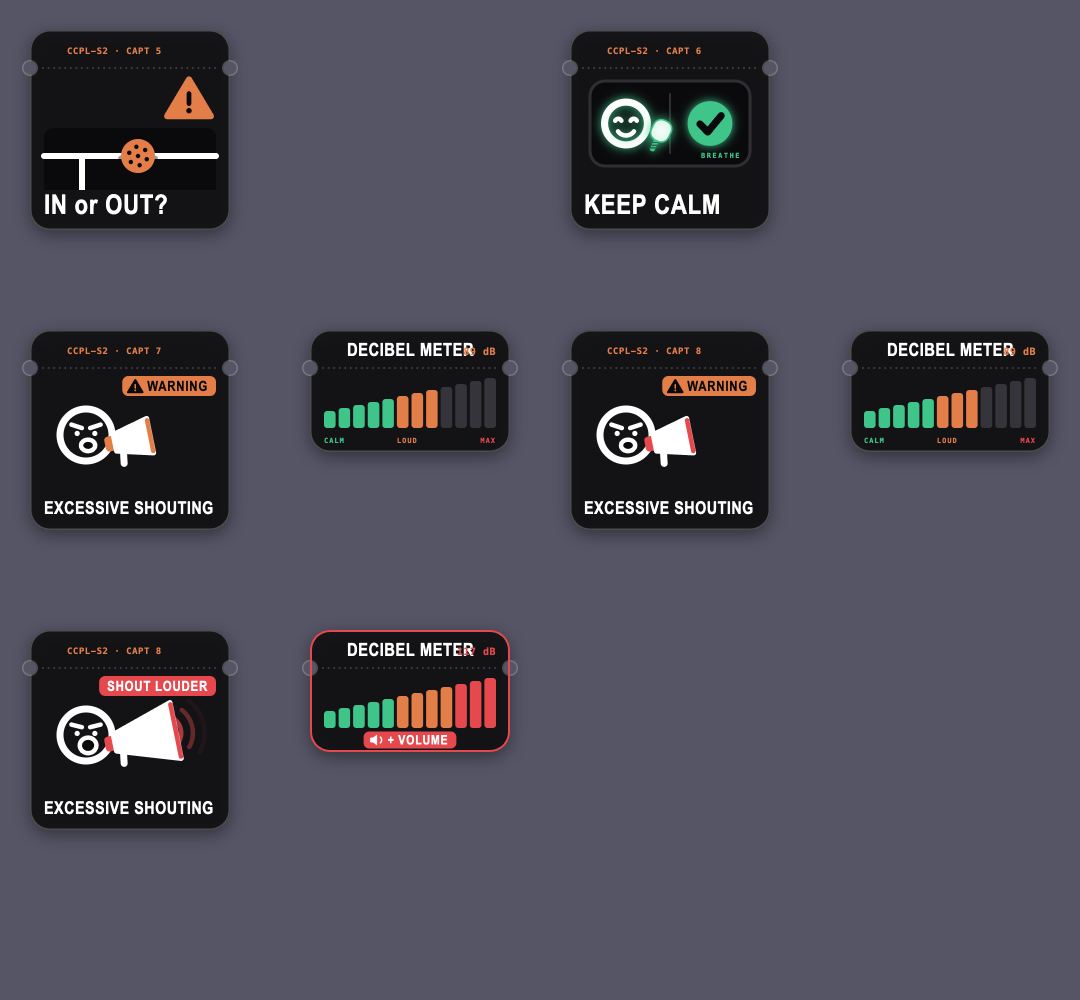 CCPL–S2 · CAPT 5
IN or OUT?
CCPL–S2 · CAPT 6
BREATHE
KEEP CALM
CCPL–S2 · CAPT 7
WARNING
EXCESSIVE SHOUTING
DECIBEL METER
dB
CALM LOUD MAX
CCPL–S2 · CAPT 8
WARNING
EXCESSIVE SHOUTING
DECIBEL METER
dB
CALM LOUD MAX
CCPL–S2 · CAPT 8
SHOUT LOUDER
EXCESSIVE SHOUTING
DECIBEL METER
dB
+ VOLUME